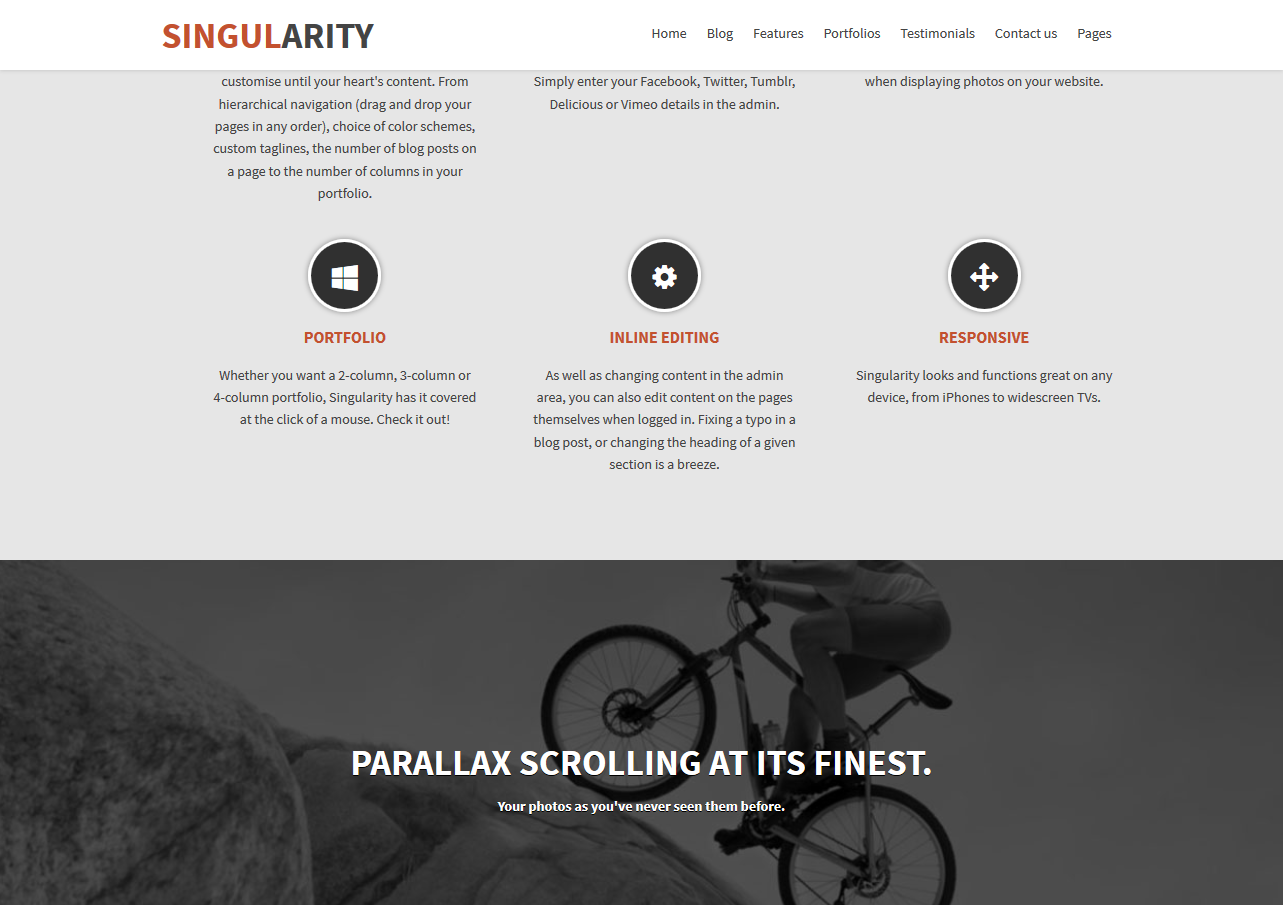 SINGULARITY
Home Blog Features Portfolios Testimonials Contact us Pages
customise until your heart's content. From
hierarchical navigation (drag and drop your
pages in any order), choice of color schemes,
custom taglines, the number of blog posts on
a page to the number of columns in your
portfolio.
Simply enter your Facebook, Twitter, Tumblr,
Delicious or Vimeo details in the admin.
when displaying photos on your website.
PORTFOLIO
Whether you want a 2-column, 3-column or
4-column portfolio, Singularity has it covered
at the click of a mouse. Check it out!
INLINE EDITING
As well as changing content in the admin
area, you can also edit content on the pages
themselves when logged in. Fixing a typo in a
blog post, or changing the heading of a given
section is a breeze.
RESPONSIVE
Singularity looks and functions great on any
device, from iPhones to widescreen TVs.
PARALLAX SCROLLING AT ITS FINEST.
Your photos as you've never seen them before.